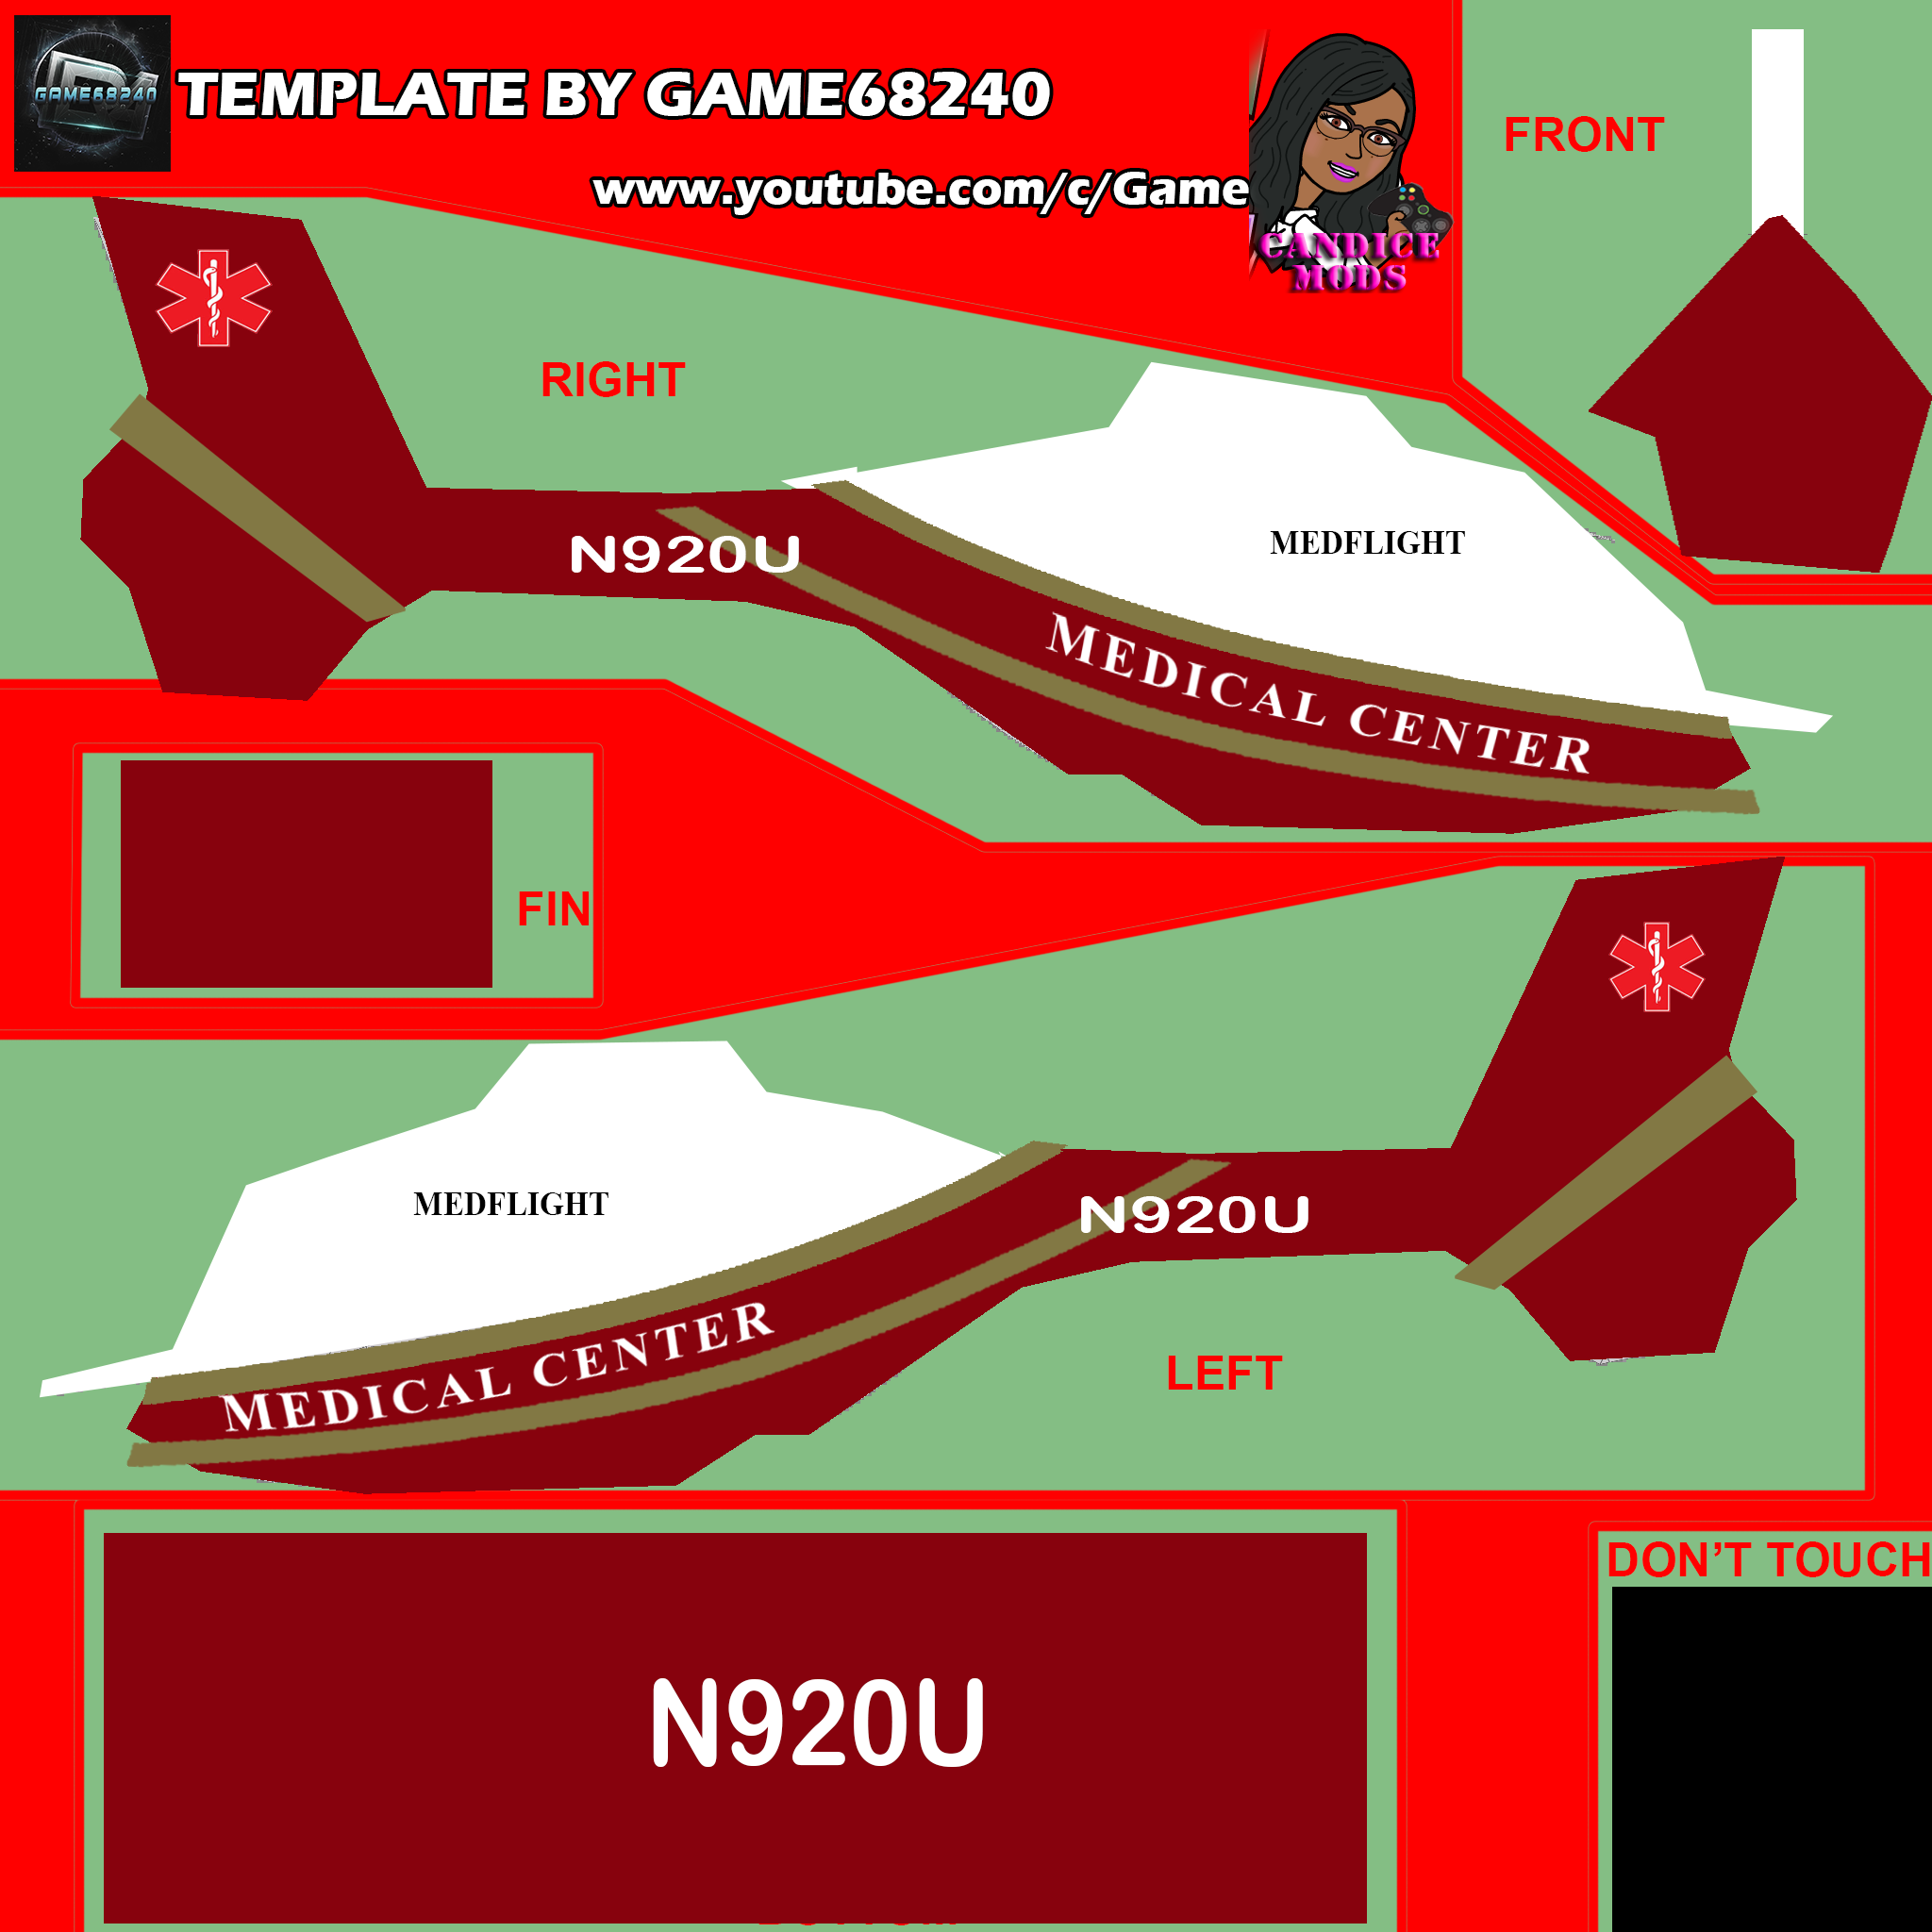 GAME68240
TEMPLATE BY GAME68240
www.youtube.com/c/Game
CANDICE
MODS
FRONT
RIGHT
N920U
MEDFLIGHT
MEDICAL CENTER
FIN
MEDFLIGHT
N920U
MEDICAL CENTER
LEFT
DON’T TOUCH
N920U